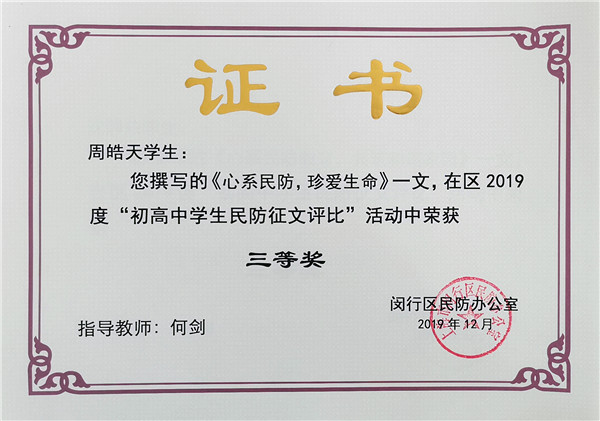 证书
周皓天学生：
您撰写的《心系民防，珍爱生命》一文，在区2019
度“初高中学生民防征文评比”活动中荣获
三等奖
闵行区民防办公室
2019年12月
指导教师：何剑